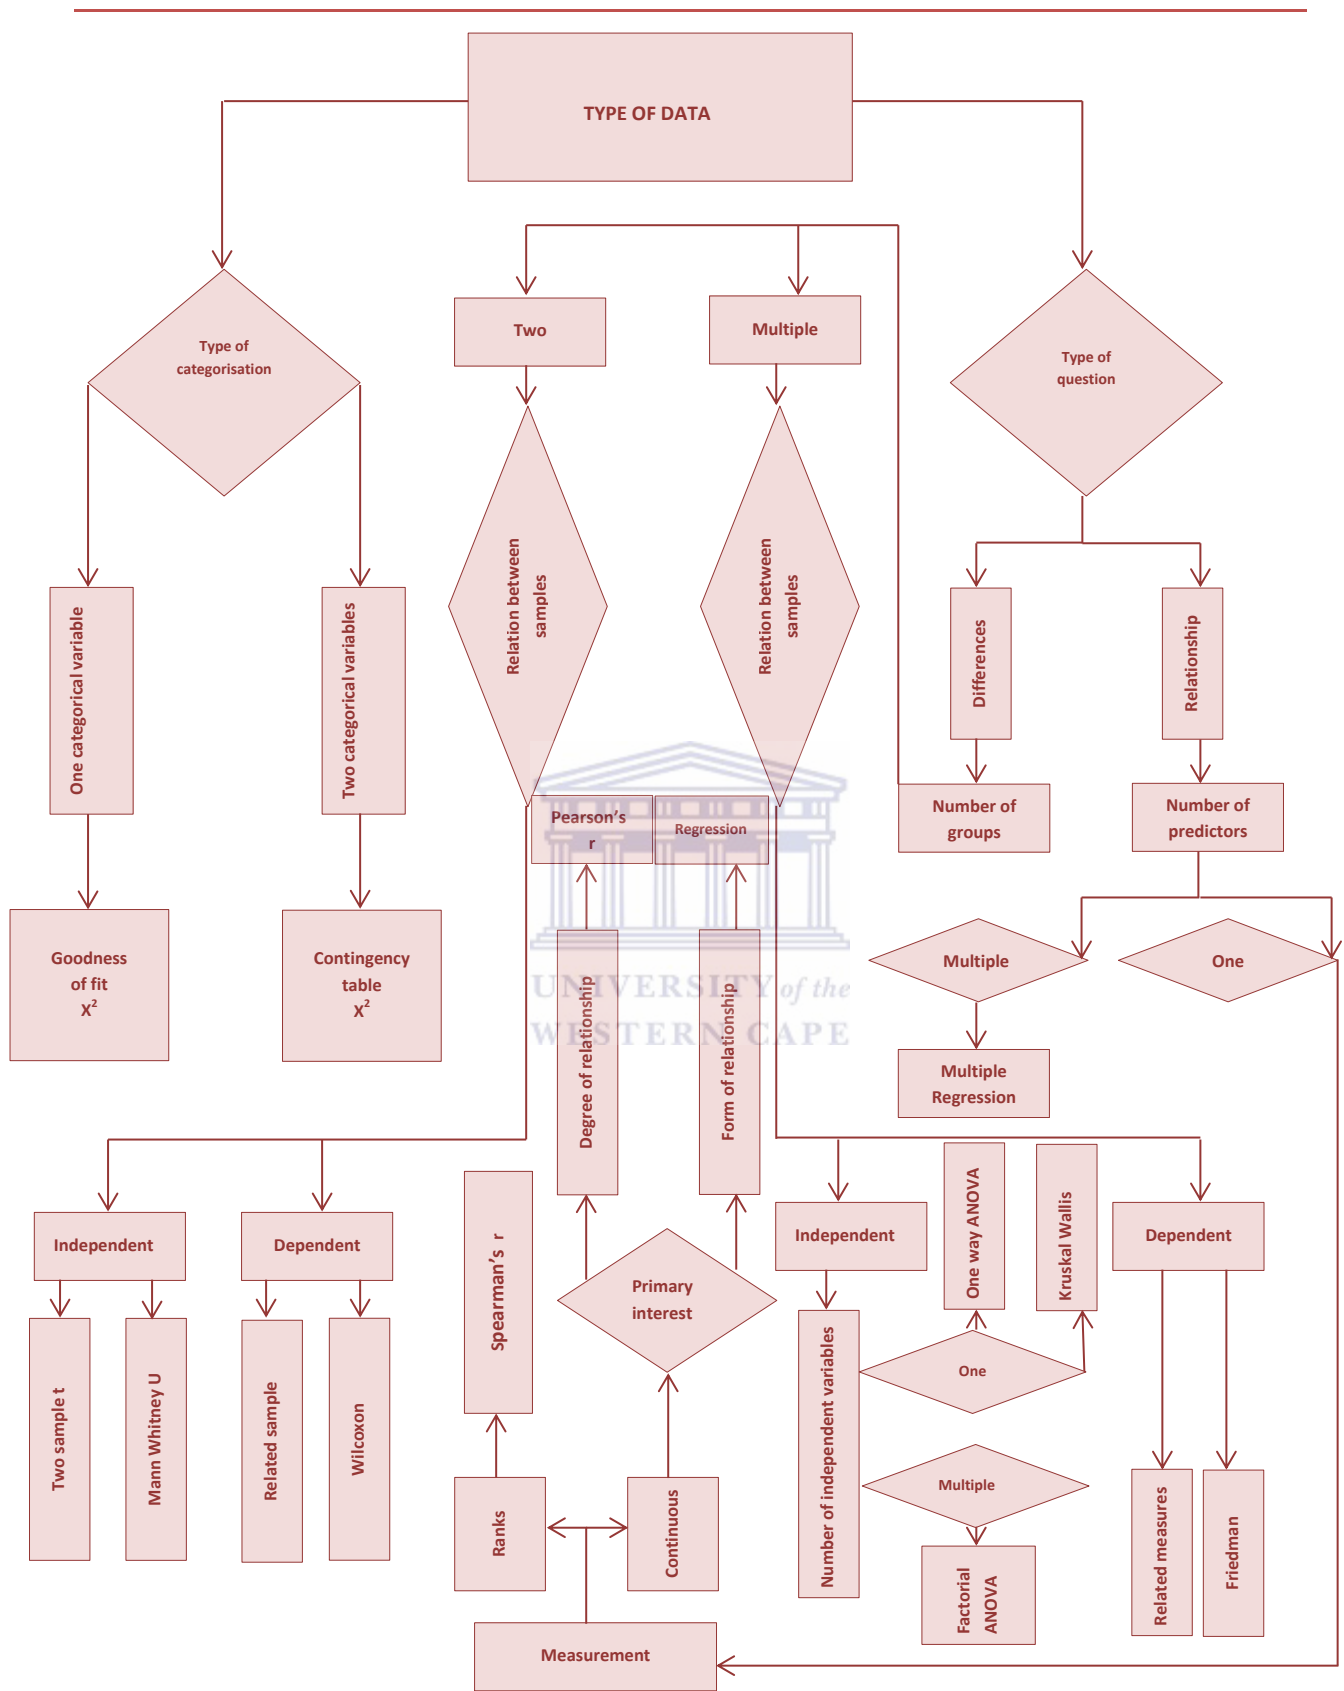 TYPE OF DATA
Two
Multiple
Type of
categorisation
Type of
question
Relation between
samples
Relation between
samples
One categorical variable
Two categorical variables
Differences
Relationship
Pearson's
r
Regression
Number of
groups
Number of
predictors
Goodness
of fit
X²
Contingency
table
X²
Multiple
One
UNIVERSITY of the
WESTERN CAPE
Degree of relationship
Form of relationship
Multiple
Regression
Independent
Dependent
Spearman's r
Primary
interest
Independent
One way ANOVA
Kruskal Wallis
Dependent
Two sample t
Mann Whitney U
Related sample
Wilcoxon
Number of independent variables
One
Multiple
Ranks
Continuous
Factorial
ANOVA
Related measures
Friedman
Measurement